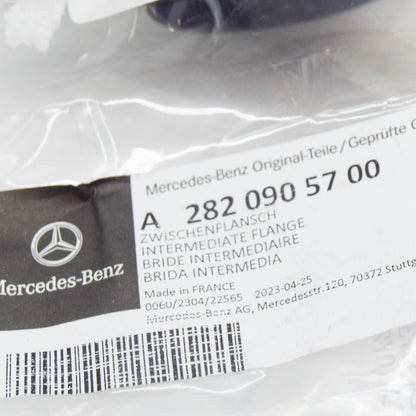 Mercedes-Benz Original-Teile/Geprüfte
A 282 090 57 00
ZWISCHENFLANSCH
INTERMEDIATE FLANGE
BRIDE INTERMEDIAIRE
BRIDA INTERMEDIA
Made in FRANCE
0060/2304/22565 2023-04-25
Mercedes-Benz AG, Mercedesstr.120, 70372 Stuttg
Mercedes-Benz